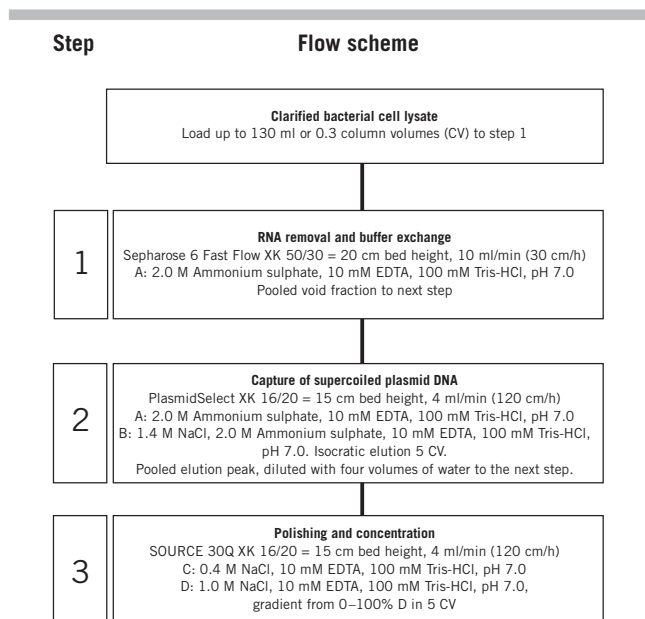 Step
Flow scheme
Clarified bacterial cell lysate
Load up to 130 ml or 0.3 column volumes (CV) to step 1
1
RNA removal and buffer exchange
Sepharose 6 Fast Flow XK 50/30 = 20 cm bed height, 10 ml/min (30 cm/h)
A: 2.0 M Ammonium sulphate, 10 mM EDTA, 100 mM Tris-HCl, pH 7.0
Pooled void fraction to next step
2
Capture of supercoiled plasmid DNA
PlasmidSelect XK 16/20 = 15 cm bed height, 4 ml/min (120 cm/h)
A: 2.0 M Ammonium sulphate, 10 mM EDTA, 100 mM Tris-HCl, pH 7.0
B: 1.4 M NaCl, 2.0 M Ammonium sulphate, 10 mM EDTA, 100 mM Tris-HCl,
pH 7.0. Isocratic elution 5 CV.
Pooled elution peak, diluted with four volumes of water to the next step.
3
Polishing and concentration
SOURCE 30Q XK 16/20 = 15 cm bed height, 4 ml/min (120 cm/h)
C: 0.4 M NaCl, 10 mM EDTA, 100 mM Tris-HCl, pH 7.0
D: 1.0 M NaCl, 10 mM EDTA, 100 mM Tris-HCl, pH 7.0,
gradient from 0–100% D in 5 CV